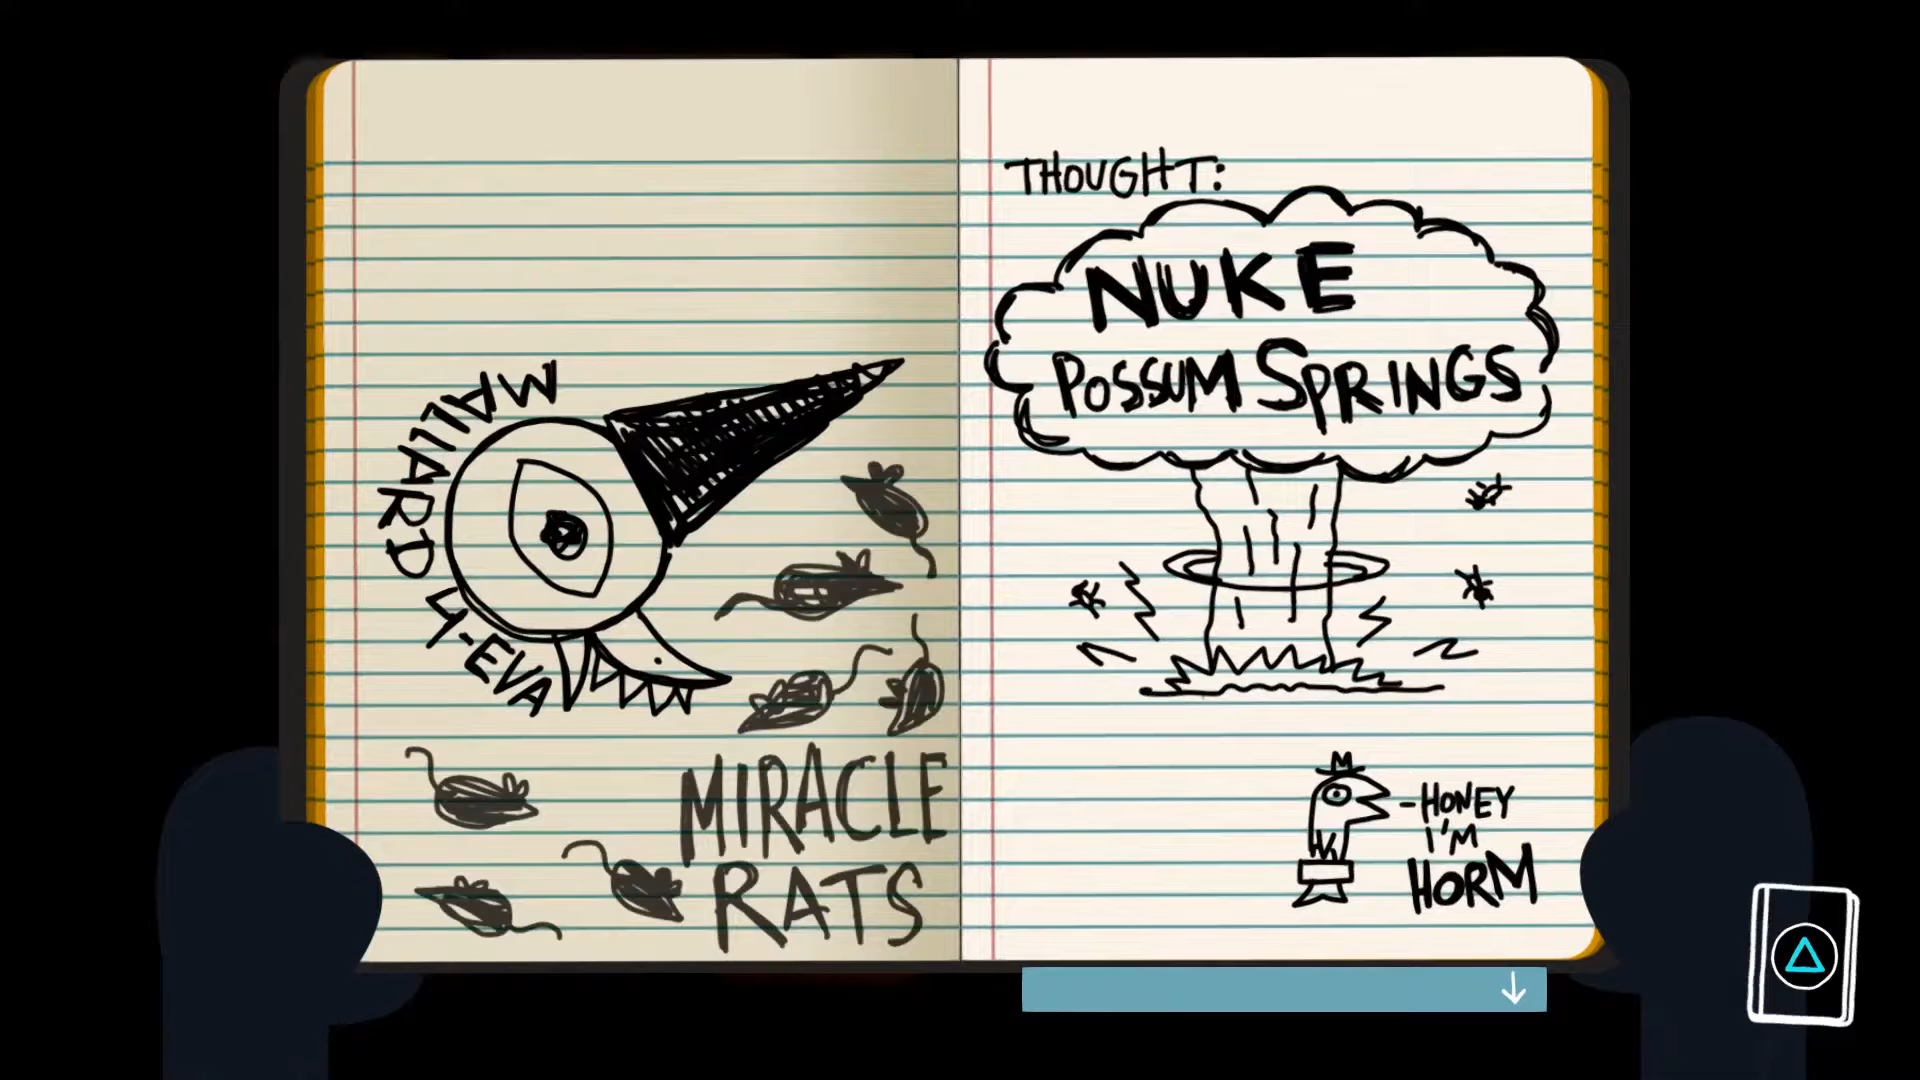 MALLARD
4-EVA
MIRACLE
RATS
THOUGHT:
NUKE
POSSUM SPRINGS
-HONEY
I'M
HORM